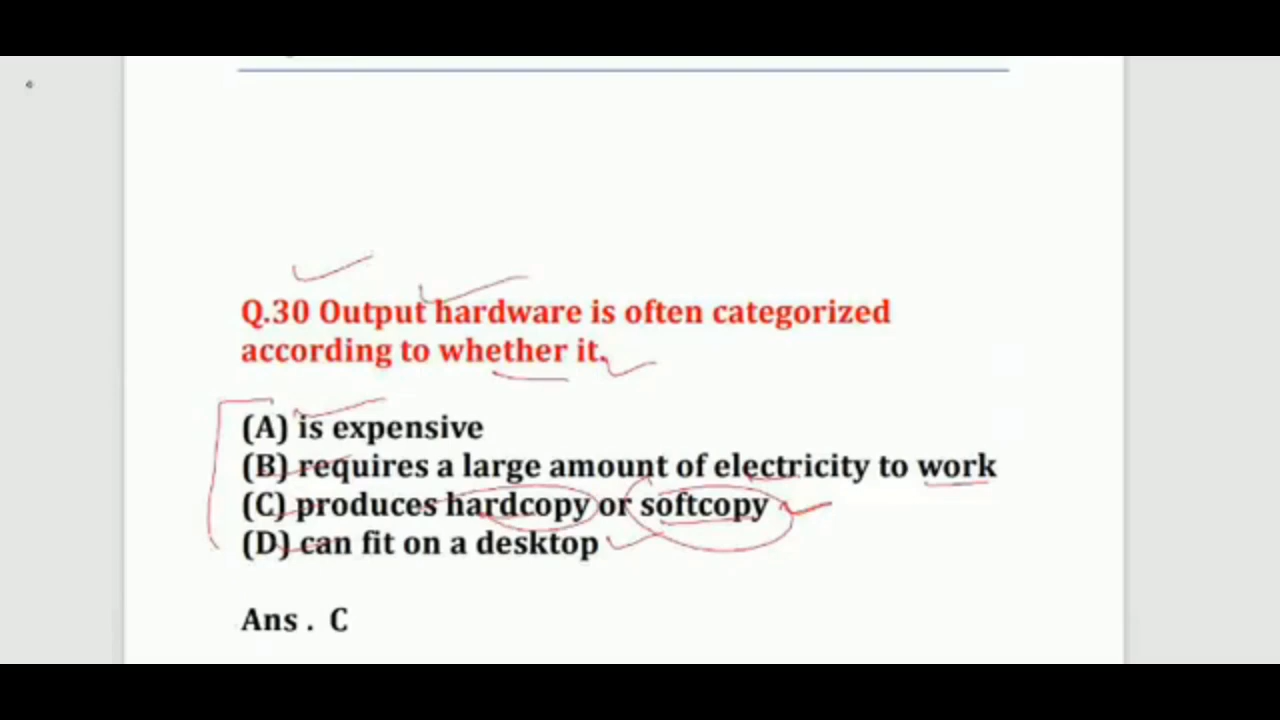 Q.30 Output hardware is often categorized
according to whether it.
(A) is expensive
(B) requires a large amount of electricity to work
(C) produces hardcopy or softcopy
(D) can fit on a desktop
Ans . C